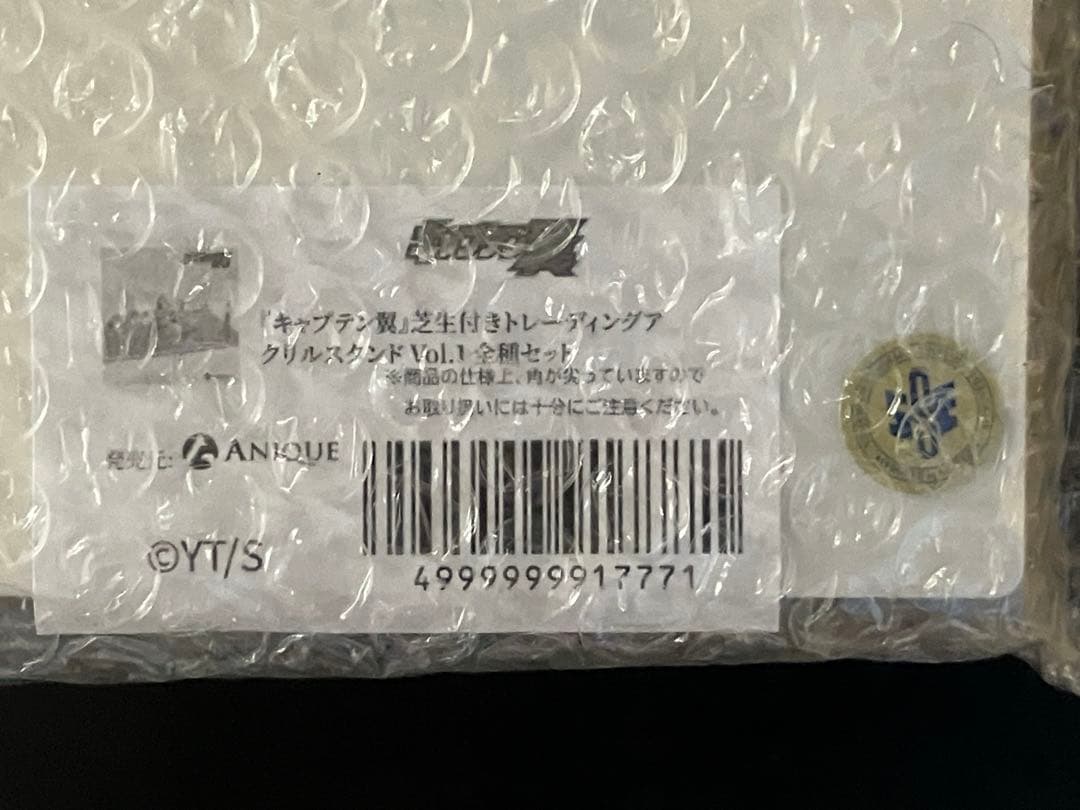 『キャプテン翼』芝生付きトレーディングア
クリルスタンド Vol.1 全種セット
※商品の仕様上、角が尖っていますので
お取り扱いには十分にご注意ください。
発売元: ANIQUE
©YT/S
4999999917771